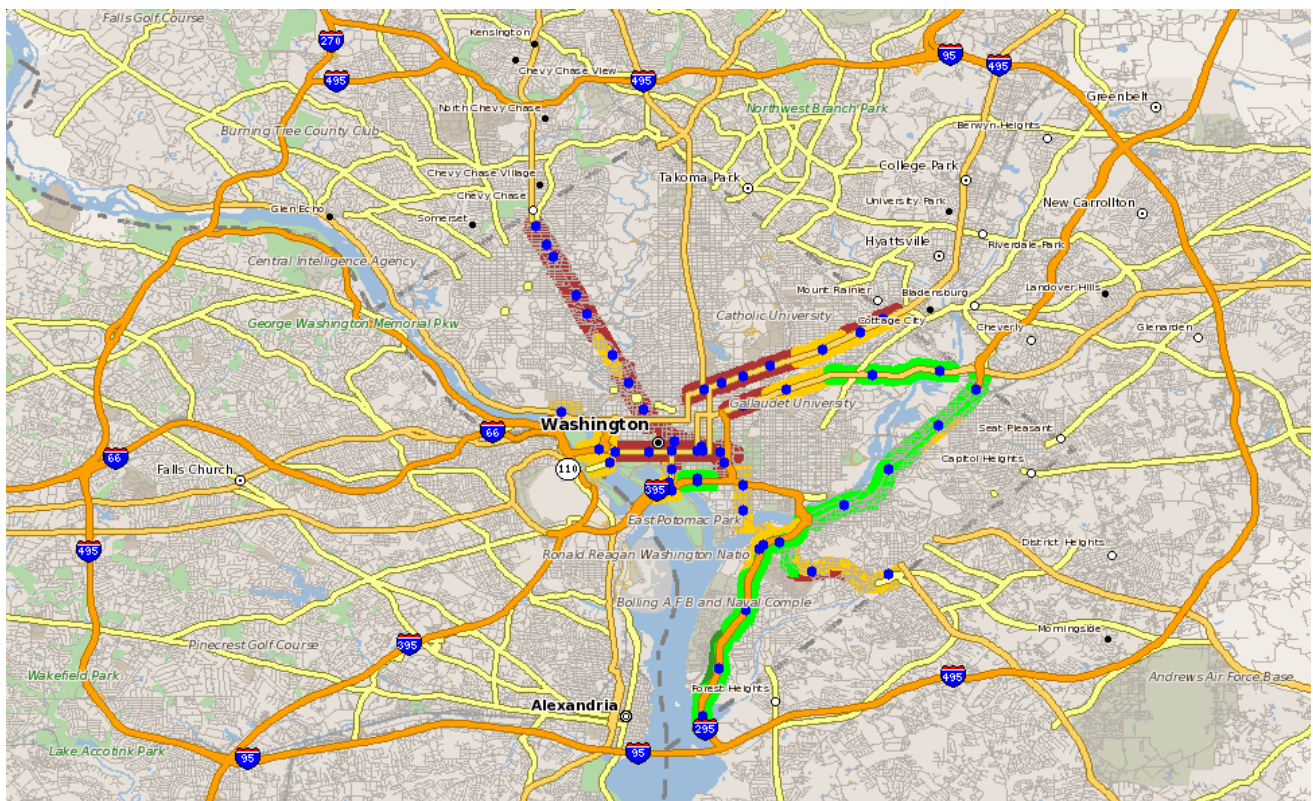 Falls Golf Course
270
Kensington
95
495
Chevy Chase View
495
495
Greenbelt
North Chevy Chase
Northwest Branch Park
Burning Tree County Club
Berwyn Heights
College Park
Chevy Chase Village
Takoma Park
Chevy Chase
University Park
New Carrollton
Glen Echo
Somerset
Hyattsville
Riverdale Park
Central Intelligence Agency
Mount Rainier
Bladensburg
Landover Hills
George Washington Memorial Pkw
Catholic University
Cottage City
Cheverly
Glenarden
Gallaudet University
Washington
66
Seat Pleasant
66
Falls Church
110
Capitol Heights
395
East Potomac Park
District Heights
495
Ronald Reagan Washington Natio
Bolling A F B and Naval Comple
Morningside
Pinecrest Golf Course
395
Wakefield Park
495
Andrews Air Force Base
Forest Heights
Alexandria
295
Lake Accotink Park
95
95